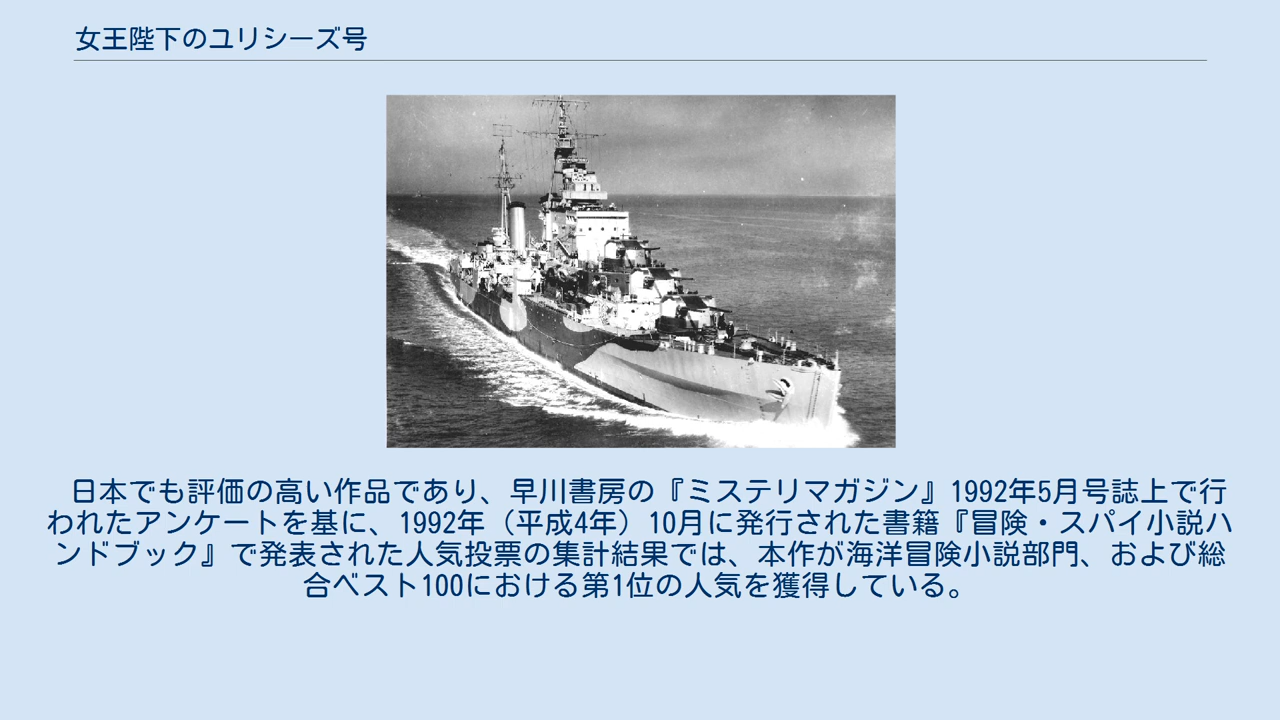 女王陛下のユリシーズ号
日本でも評価の高い作品であり、早川書房の『ミステリマガジン』1992年5月号誌上で行
われたアンケートを基に、1992年（平成4年）10月に発行された書籍『冒険・スパイ小説ハ
ンドブック』で発表された人気投票の集計結果では、本作が海洋冒険小説部門、および総
合ベスト100における第1位の人気を獲得している。